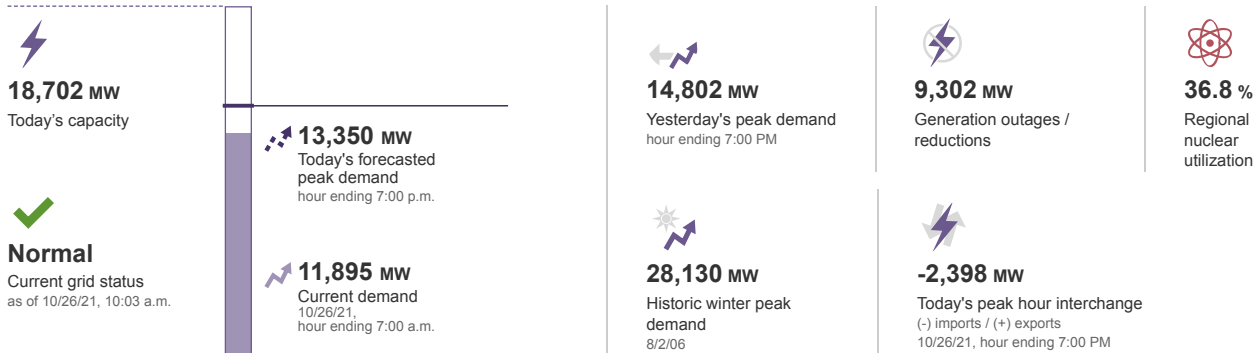 18,702 MW
Today's capacity
Normal
Current grid status
as of 10/26/21, 10:03 a.m.
13,350 MW
Today's forecasted
peak demand
hour ending 7:00 p.m.
11,895 MW
Current demand
10/26/21,
hour ending 7:00 a.m.
14,802 MW
Yesterday's peak demand
hour ending 7:00 PM
9,302 MW
Generation outages /
reductions
36.8 %
Regional
nuclear
utilization
28,130 MW
Historic winter peak
demand
8/2/06
-2,398 MW
Today's peak hour interchange
(-) imports / (+) exports
10/26/21, hour ending 7:00 PM